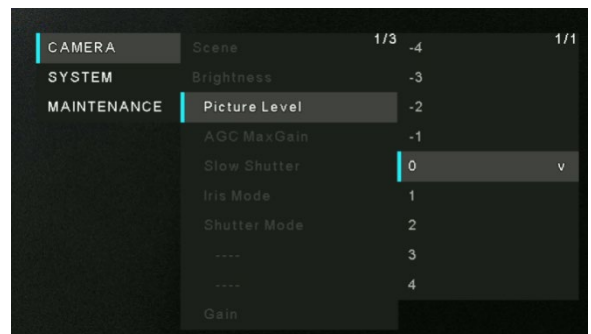 CAMERA
SYSTEM
MAINTENANCE
1/3
Scene
Brightness
Picture Level
AGC MaxGain
Slow Shutter
Iris Mode
Shutter Mode
----
----
Gain
1/1
-4
-3
-2
-1
0 v
1
2
3
4